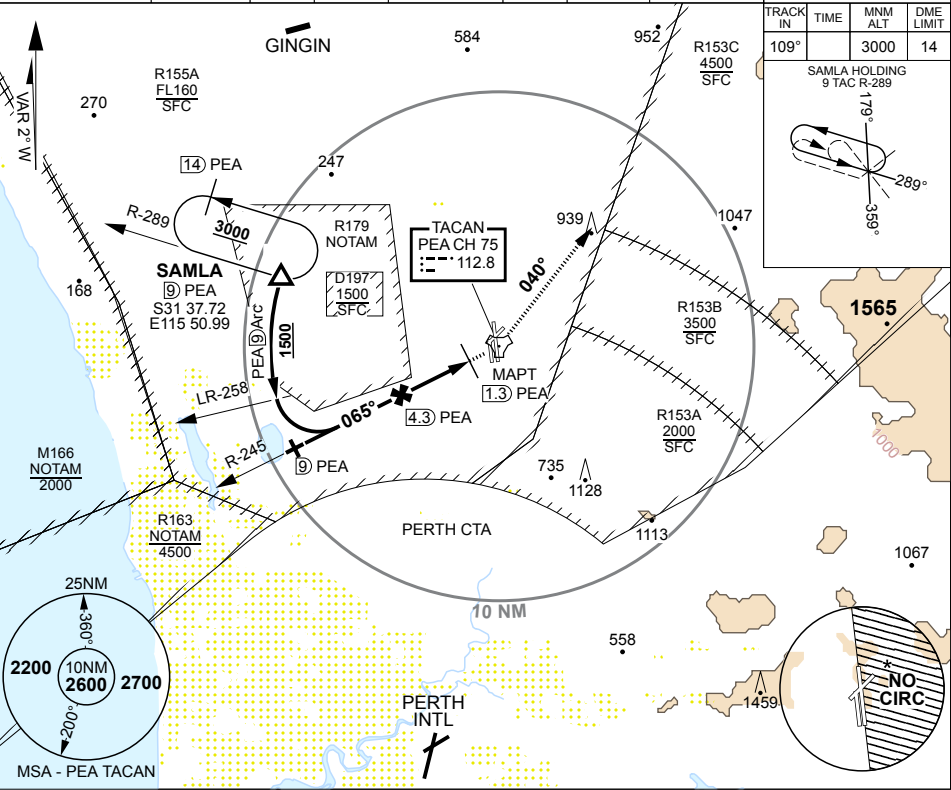 TRACK IN
TIME
MNM ALT
DME LIMIT
109°
3000
14
SAMLA HOLDING
9 TAC R-289
179°
289°
359°
GINGIN
584
952
R153C
4500
SFC
R155A
FL160
SFC
270
VAR 2° W
14 PEA
247
R-289
3000
R179
NOTAM
TACAN
PEA CH 75
112.8
939
1047
040°
SAMLA
9 PEA
S31 37.72
E115 50.99
168
D197
1500
SFC
PEA 9 Arc
1500
R153B
3500
SFC
1565
MAPT
1.3 PEA
LR-258
065°
4.3 PEA
R153A
2000
SFC
1000
R-245
9 PEA
M166
NOTAM
2000
735
1128
R163
NOTAM
4500
PERTH CTA
1113
1067
10 NM
25NM
360°
2200
10NM
2600
2700
200°
MSA - PEA TACAN
558
1459
PERTH
INTL
*
NO
CIRC